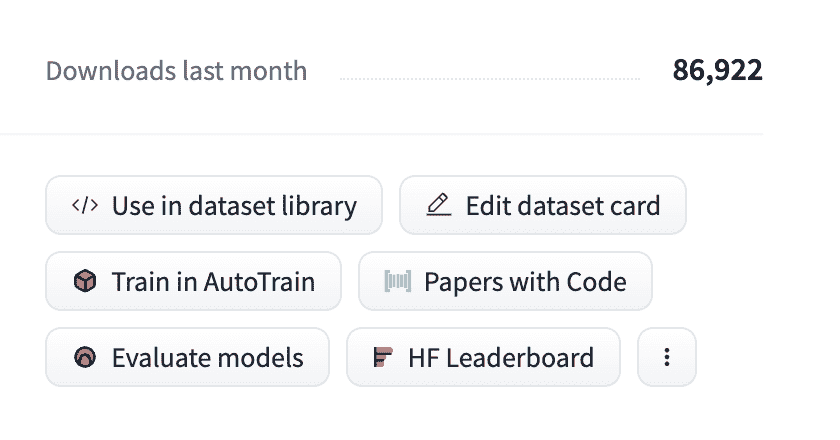 Downloads last month 86,922
</> Use in dataset library Edit dataset card
Train in AutoTrain Papers with Code
Evaluate models HF Leaderboard